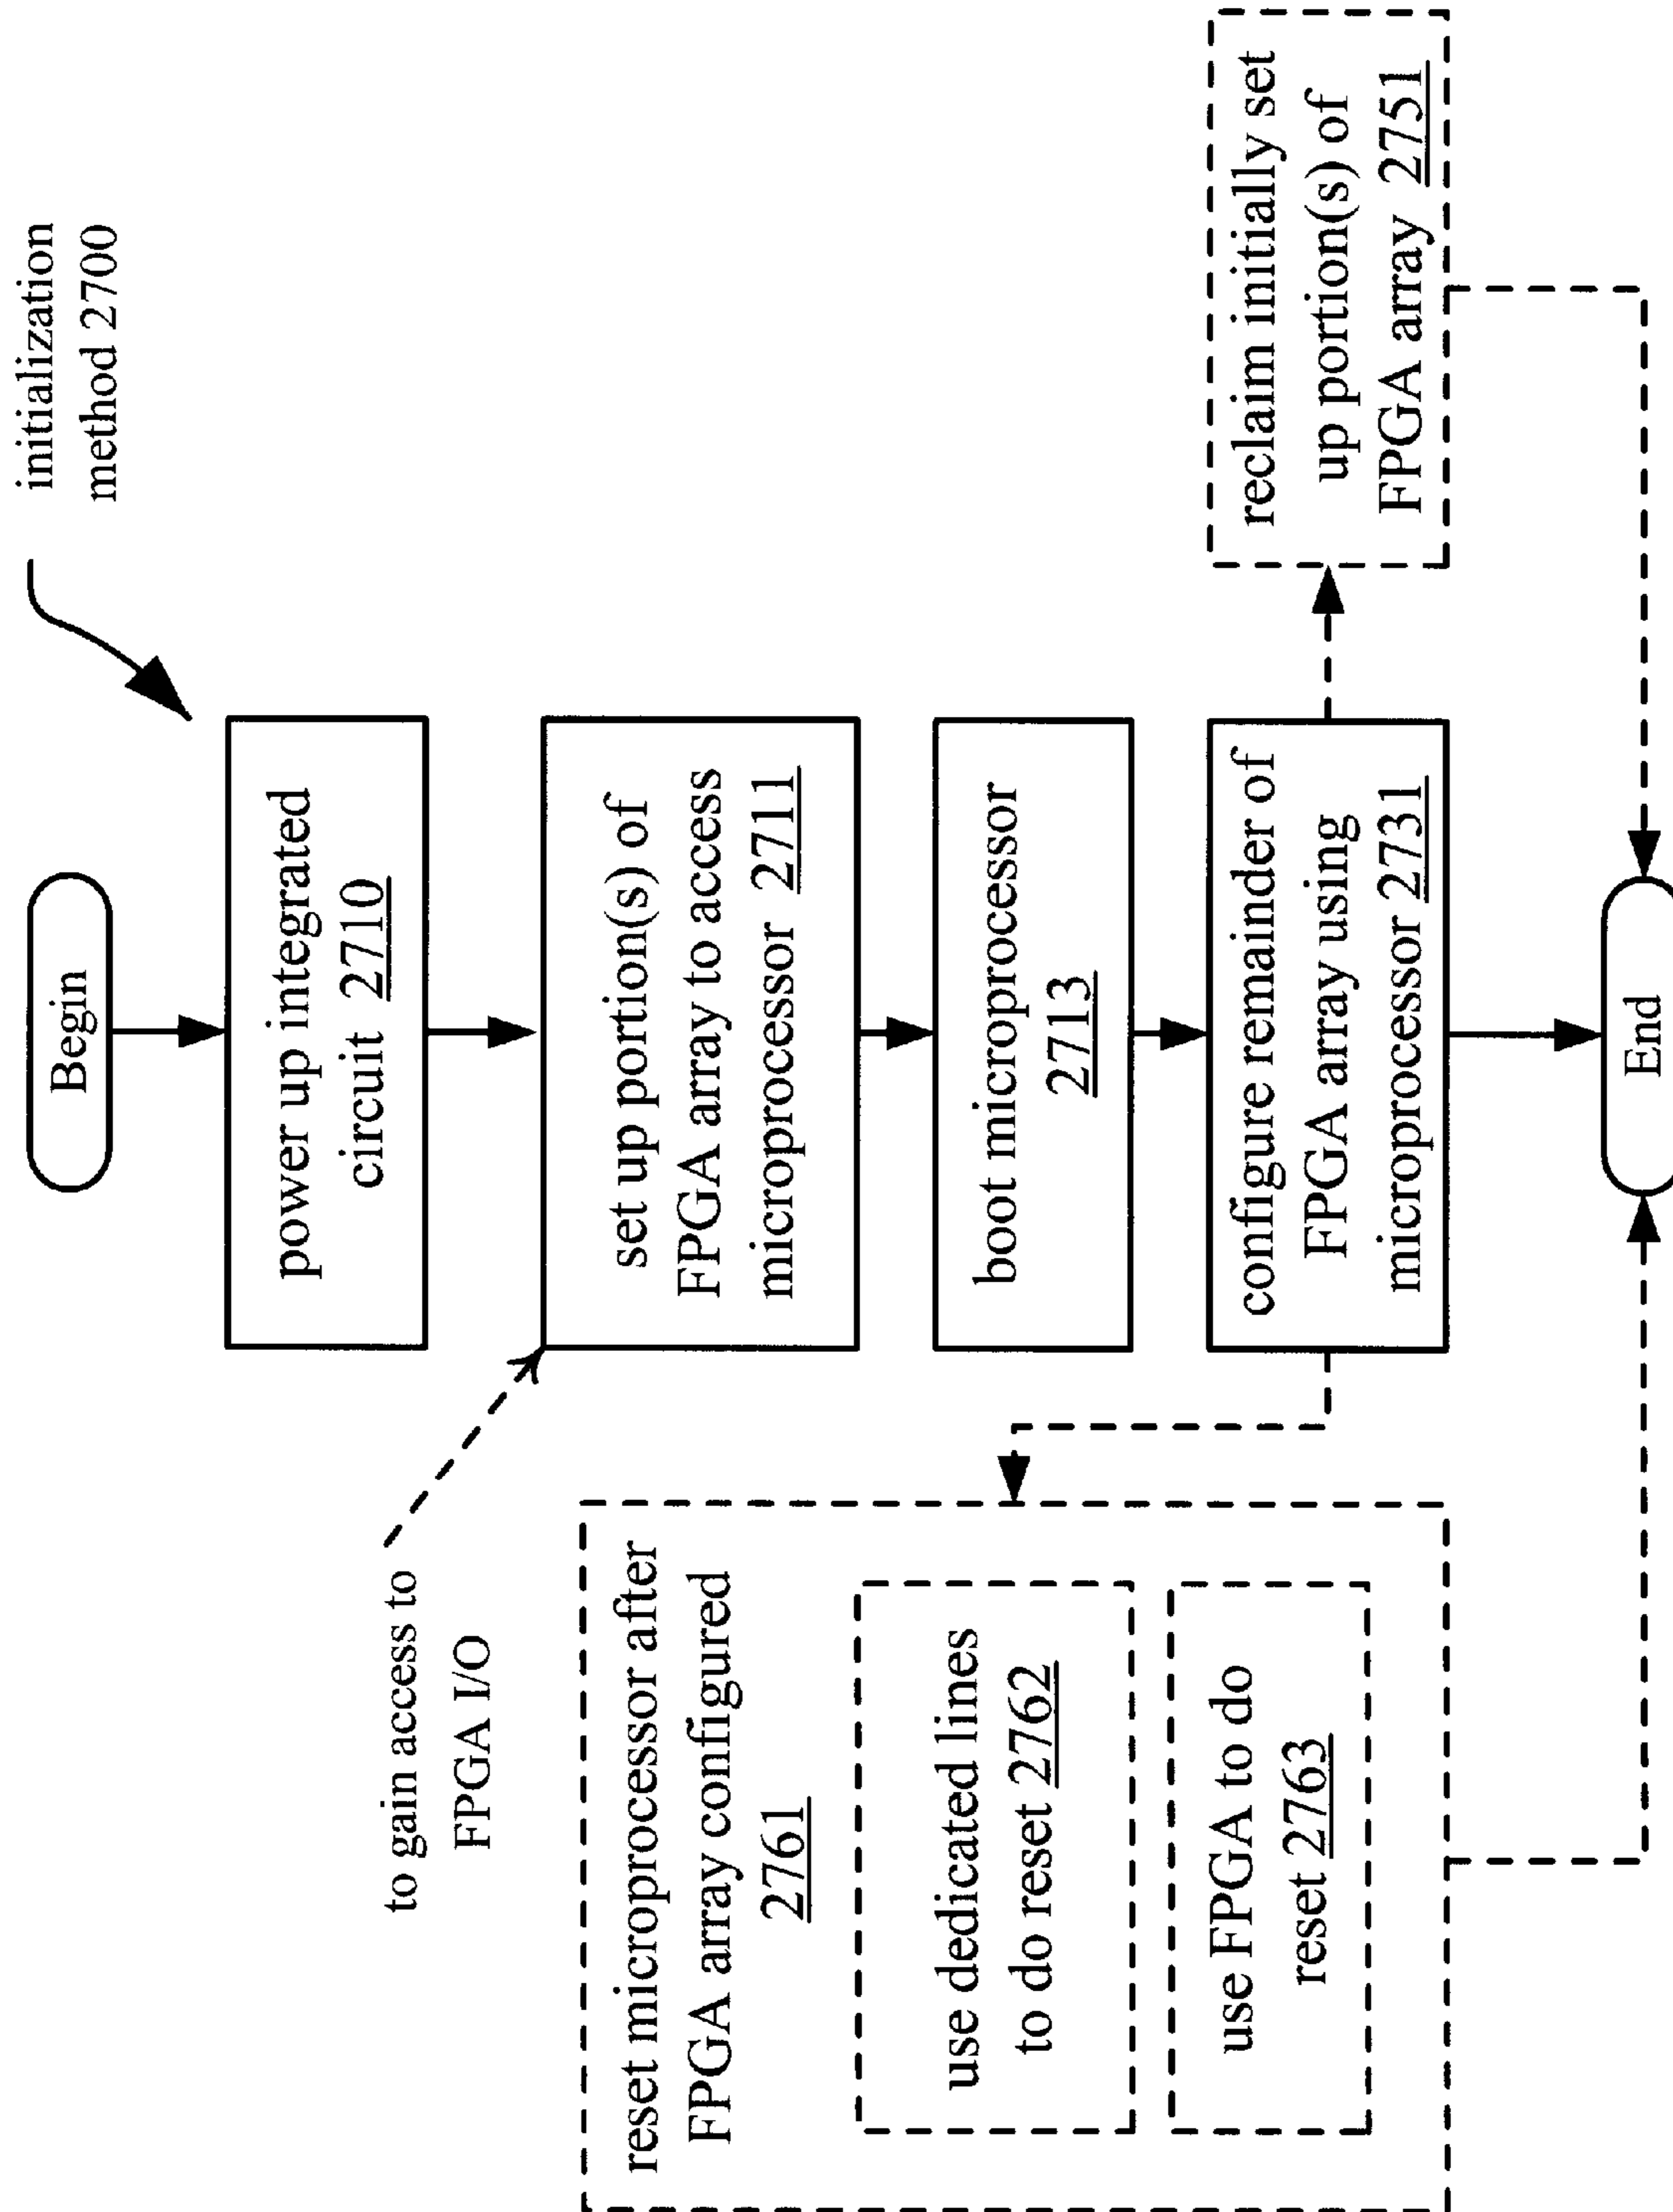 initialization
method 2700
Begin
power up integrated
circuit 2710
to gain access to
FPGA I/O
set up portion(s) of
FPGA array to access
microprocessor 2711
boot microprocessor
2713
configure remainder of
FPGA array using
microprocessor 2731
reclaim initially set
up portion(s) of
FPGA array 2751
reset microprocessor after
FPGA array configured
2761
use dedicated lines
to do reset 2762
use FPGA to do
reset 2763
End